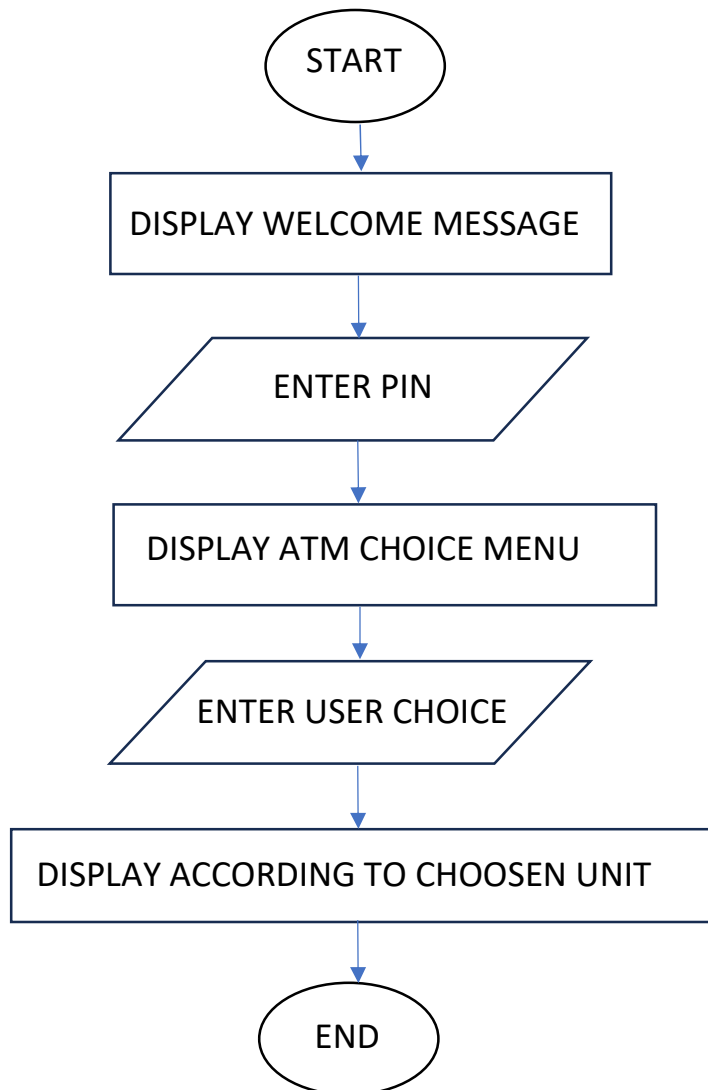 START
DISPLAY WELCOME MESSAGE
ENTER PIN
DISPLAY ATM CHOICE MENU
ENTER USER CHOICE
DISPLAY ACCORDING TO CHOOSEN UNIT
END